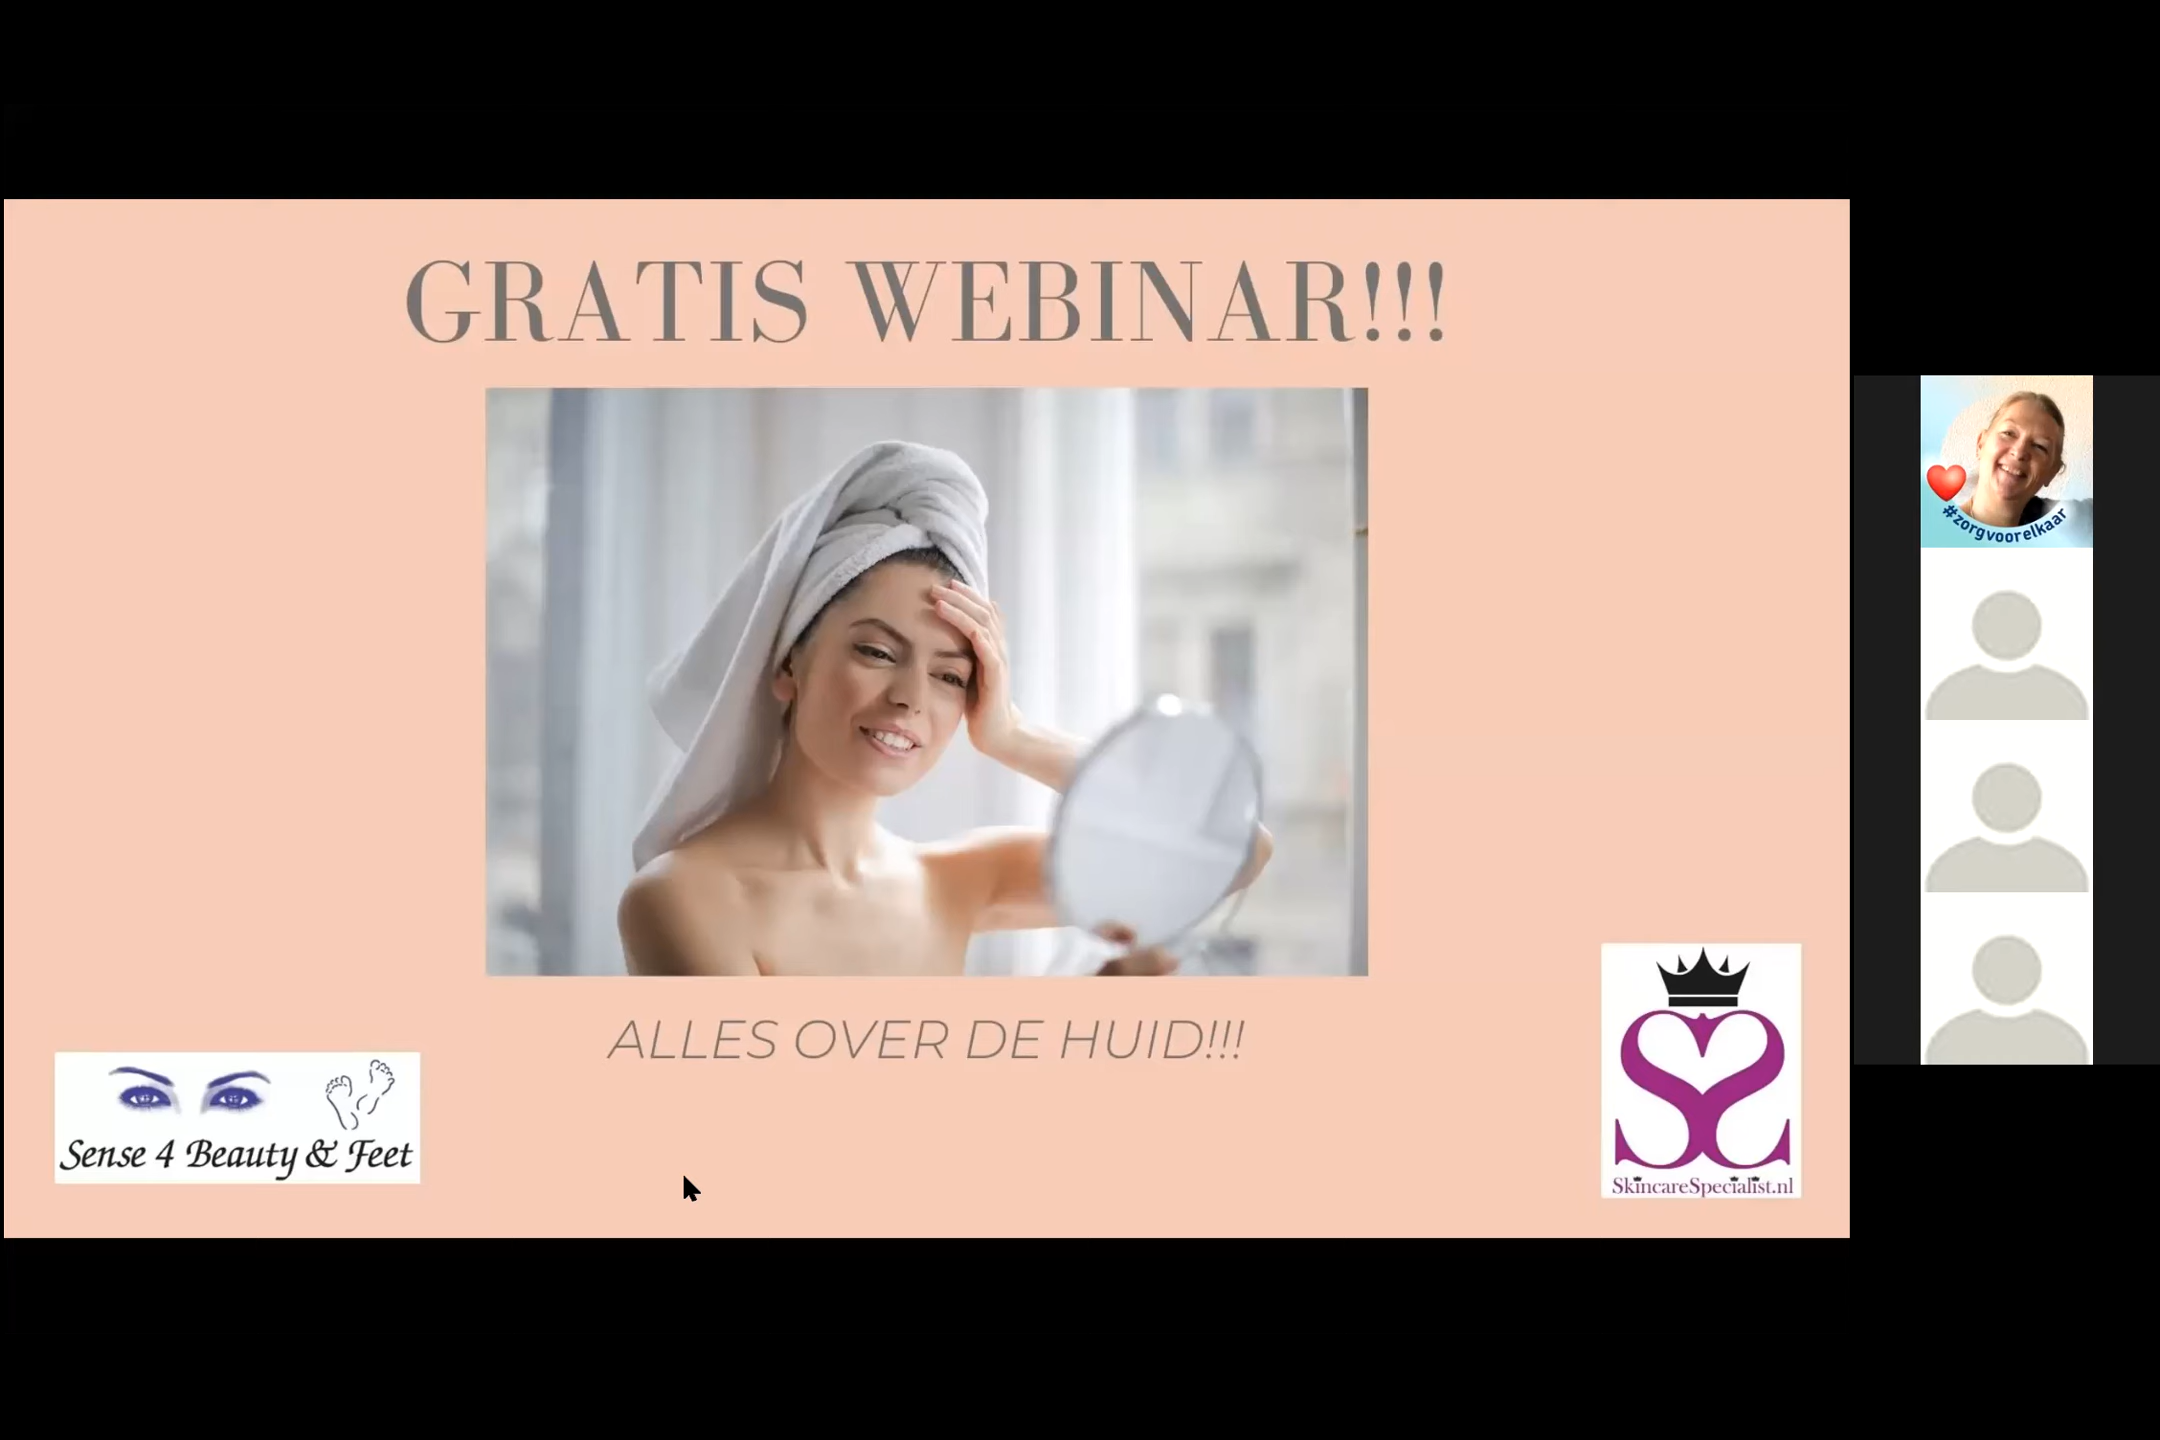 GRATIS WEBINAR!!!
#zorgvoorelkaar
ALLES OVER DE HUID!!!
Sense 4 Beauty & Feet
SkincareSpecialist.nl